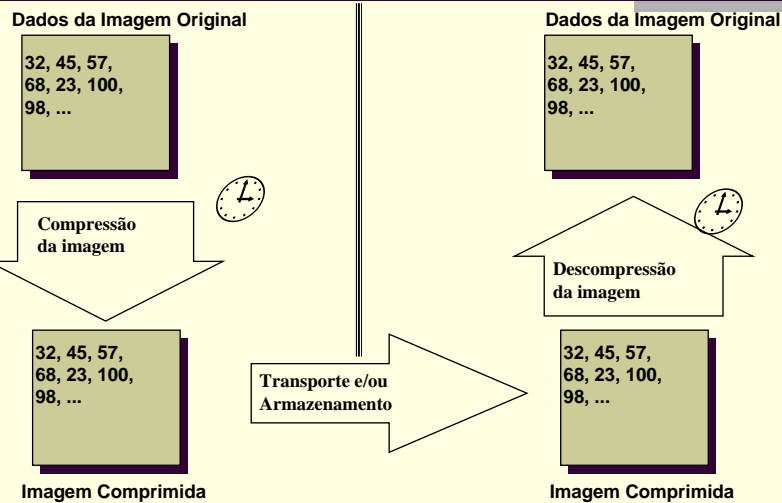 Dados da Imagem Original
32, 45, 57,
68, 23, 100,
98, ...
Compressão
da imagem
32, 45, 57,
68, 23, 100,
98, ...
Imagem Comprimida
Transporte e/ou
Armazenamento
Dados da Imagem Original
32, 45, 57,
68, 23, 100,
98, ...
Descompressão
da imagem
32, 45, 57,
68, 23, 100,
98, ...
Imagem Comprimida